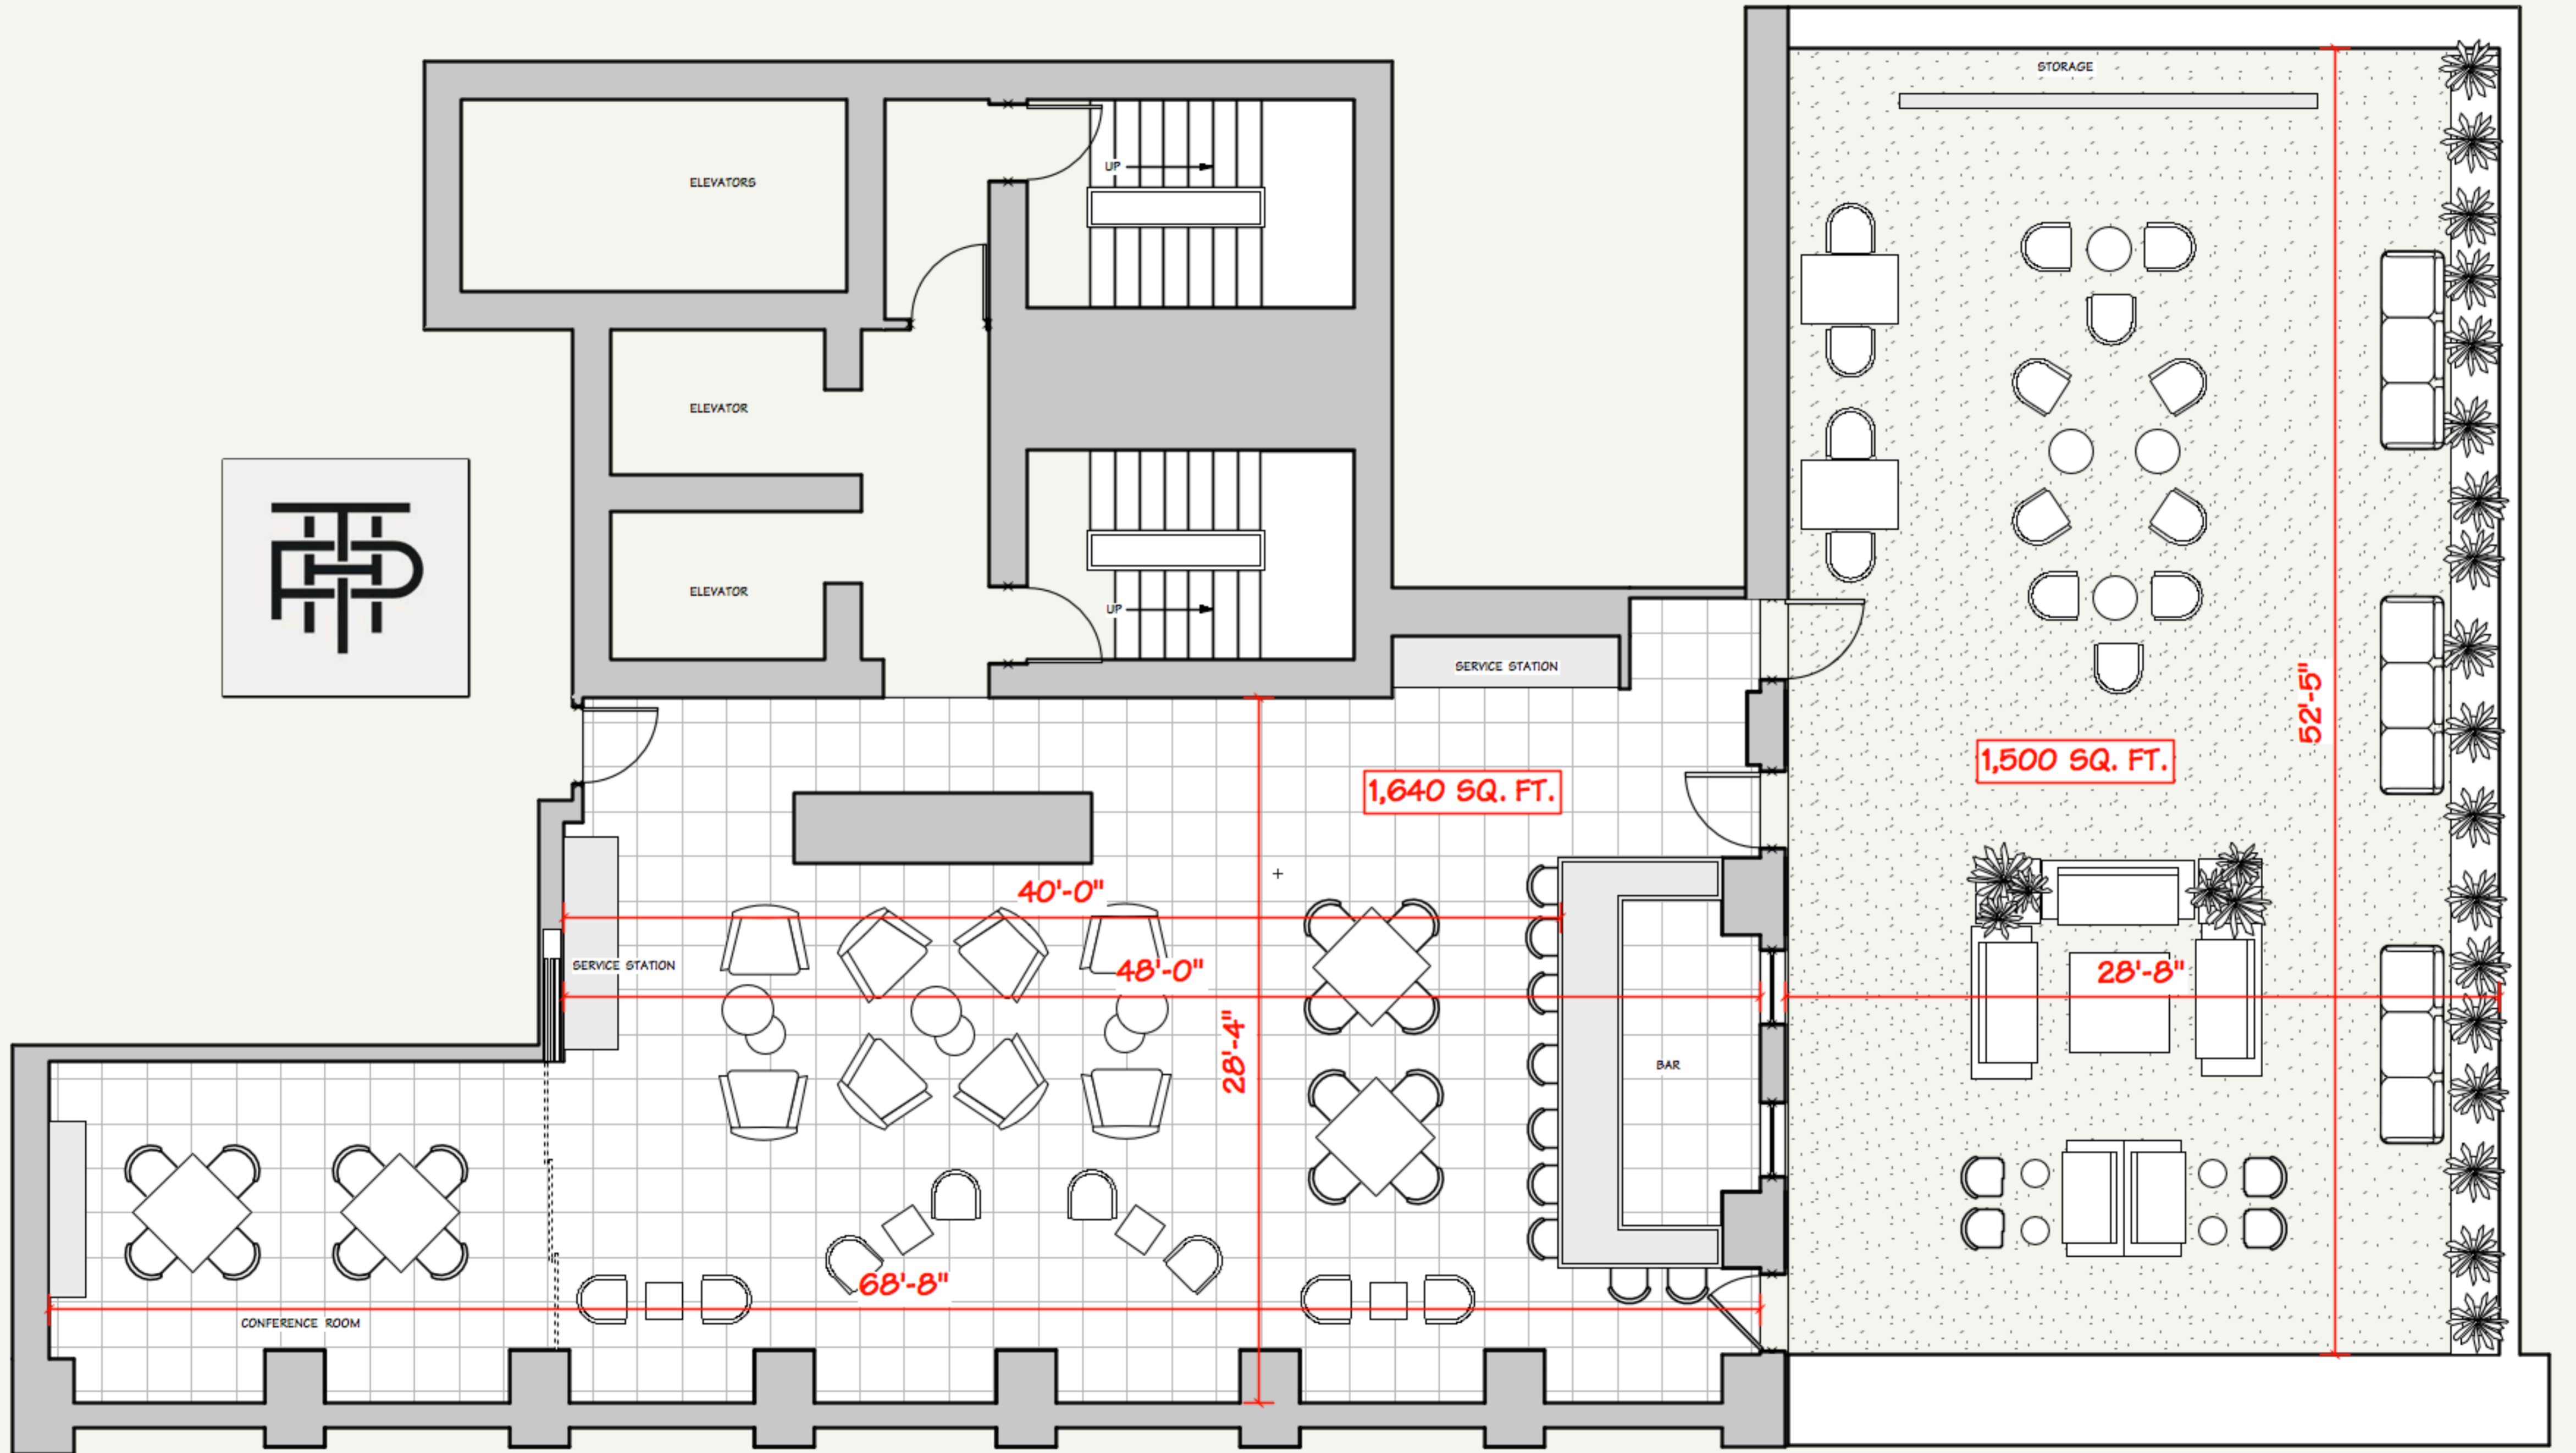 STORAGE
ELEVATORS
UP
ELEVATOR
ELEVATOR
UP
SERVICE STATION
52'-5"
1,500 SQ. FT.
1,640 SQ. FT.
40'-0"
SERVICE STATION
48'-0"
28'-8"
28'-4"
BAR
68'-8"
CONFERENCE ROOM